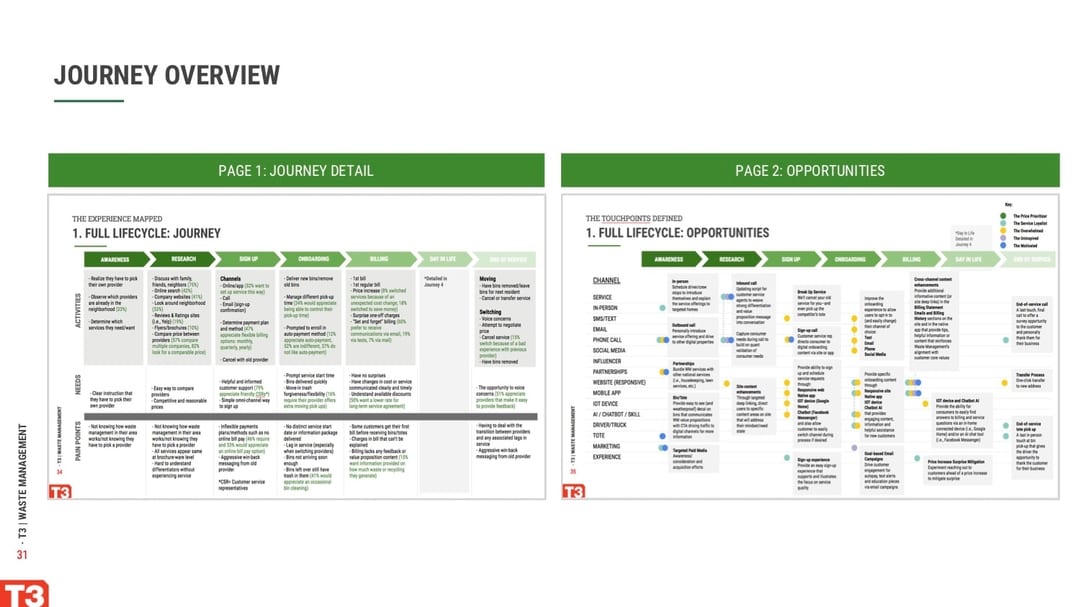 JOURNEY OVERVIEW
PAGE 1: JOURNEY DETAIL
THE EXPERIENCE MAPPED
1. FULL LIFECYCLE: JOURNEY
AWARENESS
RESEARCH
SIGN UP
ONBOARDING
BILLING
DAY IN LIFE
END OF SERVICE
ACTIVITIES
- Realize they have to pick
their own provider
- Observe which providers
are already in the
neighborhood (23%)
- Determine which
services they need/want
- Discuss with family,
friends, neighbors (75%)
- Online search (42%)
- Company websites (41%)
- Look around neighborhood
- Reviews & Ratings sites
(i.e., Yelp) (19%)
- Flyers/brochures (10%)
- Compare price between
providers (57% compare
multiple companies, 82%
look for a comparable price)
Channels
- Online/app (32% want to
set up service this way)
- Call
- Email (sign-up
confirmation)
- Determine payment plan
and method (47%
appreciate flexible billing
options: monthly,
quarterly, yearly)
- Cancel with old provider
- Deliver new bins/remove
old bins
- Manage different pick-up
time (34% would appreciate
being able to control their
pick-up time)
- Prompted to enroll in
auto-payment method (12%
appreciate auto-payment,
52% are indifferent, 37% do
not like auto-payment)
- 1st bill
- 1st regular bill
- Price increase (8% switched
services because of an
unexpected cost change, 18%
switched to save money)
- Surprise one-off charges
- "Set and forget" billing (60%
prefer to receive
communications via email, 19%
via texts, 7% via mail)
*Detailed in
Journey 4
Moving
- Have bins removed/leave
bins for next resident
- Cancel or transfer service
Switching
- Voice concerns
- Attempt to negotiate
price
- Cancel service (15%
switch because of a bad
experience with previous
provider)
- Have bins removed
NEEDS
- Clear instruction that
they have to pick their
own provider
- Easy way to compare
providers
- Competitive and reasonable
prices
- Helpful and informed
customer support (79%
appreciate friendly CSRs*)
- Simple omni-channel way
to sign up
- Prompt service start time
- Bins delivered quickly
- Move-in trash
forgiveness/flexibility (16%
require their provider offers
extra moving pick ups)
- Have no surprises
- Have changes in cost or service
communicated clearly and timely
- Understand available discounts
(50% want a lower rate for
long-term service agreement)
- The opportunity to voice
concerns (51% appreciate
providers that make it easy
to provide feedback)
PAIN POINTS
- Not knowing how waste
management in their area
works/not knowing they
have to pick a provider
- Not knowing how waste
management in their area
works/not knowing they
have to pick a provider
- All services appear same
at brochure-ware level
- Hard to understand
differentiators without
experiencing service
- Inflexible payments
plans/methods such as no
online bill pay (46% require
and 33% would appreciate
an online bill pay option)
- Aggressive win-back
messaging from old
provider
*CSR= Customer service
representatives
- No distinct service start
date or information package
delivered
- Lag in service (especially
when switching providers)
- Bins not arriving soon
enough
- Bins left over still have
trash in them (41% would
appreciate an occasional
bin cleaning)
- Some customers get their first
bill before receiving bins/totes
- Charges in bill that can't be
explained
- Billing lacks any feedback or
value proposition content (15%
want information provided on
how much waste or recycling
they generate)
- Having to deal with the
transition between providers
and any associated lags in
service
- Aggressive win-back
messaging from old provider
T3 | WASTE MANAGEMENT
34
T3
PAGE 2: OPPORTUNITIES
THE TOUCHPOINTS DEFINED
1. FULL LIFECYCLE: OPPORTUNITIES
Key:
The Price Prioritizer
The Service Loyalist
The Overwhelmed
The Uninspired
The Motivated
*Day In Life
Detailed in
Journey 4
AWARENESS
RESEARCH
SIGN UP
ONBOARDING
BILLING
DAY IN LIFE
END OF SERVICE
CHANNEL
SERVICE
IN-PERSON
SMS/TEXT
EMAIL
PHONE CALL
SOCIAL MEDIA
INFLUENCER
PARTNERSHIPS
WEBSITE (RESPONSIVE)
MOBILE APP
IOT DEVICE
AI / CHATBOT / SKILL
DRIVER/TRUCK
TOTE
MARKETING
EXPERIENCE
In-person
Schedule drivers/crew
stops to introduce
themselves and explain
the service offerings to
targeted homes
Outbound call
Personally introduce
service offering and drive
to other digital properties
Partnerships
Bundle WM services with
other national services
(i.e., housekeeping, lawn
services, etc.)
Bin/Tote
Provide easy to see (and
weatherproof) decal on
bins that communicates
WM value propositions
with CTA driving traffic to
digital channels for more
information
Targeted Paid Media
Awareness/
consideration and
acquisition efforts
Inbound call
Updating script for
customer service
agents to weave
strong differentiation
and value
proposition message
into conversation
Capture consumer
needs during call to
build on quant
validation of
consumer needs
Site content
enhancements
Through targeted
deep linking, direct
users to specific
content areas on site
that will address
their mindset/need
state
Break Up Service
We'll cancel your old
service for you—and
even pick up the
competitor's tote
Sign-up call
Customer service rep
directs consumer to
digital onboarding
content via site or app
Provide ability to sign
up and schedule
service requests
through
Responsive web
Native app
IOT device (Google
Home)
Chatbot (Facebook
Messenger)
and also allow
customer to easily
switch channel during
process if desired
Sign-up experience
Provide an easy sign-up
experience that
supports and illustrates
the focus on service
quality
Improve the
onboarding
experience to allow
users to opt-in to
(and easily change)
their channel of
choice
Text
Email
Phone
Social Media
Provide specific
onboarding content
through
Responsive site
Native app
IOT device
Chatbot AI
that provides
engaging content,
information and
helpful assistance
for new customers
Goal-based Email
Campaigns
Drive customer
engagement for
autopay, text alerts
and education pieces
via email campaigns
Cross-channel content
enhancements
Provide additional
informative content (or
site deep linking) in the
Billing Statement
Emails and Billing
History sections on the
site and in the native
app that provide tips,
helpful information or
content that reinforces
Waste Management's
alignment with
customer core values
IOT device and Chatbot AI
Provide the ability for
customers to easily find
answers to billing and service
questions via an in-home
connected device (i.e., Google
Home) and/or an AI chat tool
(i.e., Facebook Messenger)
Price Increase Surprise Mitigation
Experiment reaching out to
customers ahead of a price increase
to mitigate surprise
End-of-service call
A last touch, final
call to offer a
survey opportunity
to the customer
and personally
thank them for
their business
Transfer Process
One-click transfer
to new address
End-of-service
tote pick up
A last in person
touch at bin
pick-up that gives
the driver the
opportunity to
thank the
customer for their
business
T3 | WASTE MANAGEMENT
35
T3
T3 | WASTE MANAGEMENT
31
T3